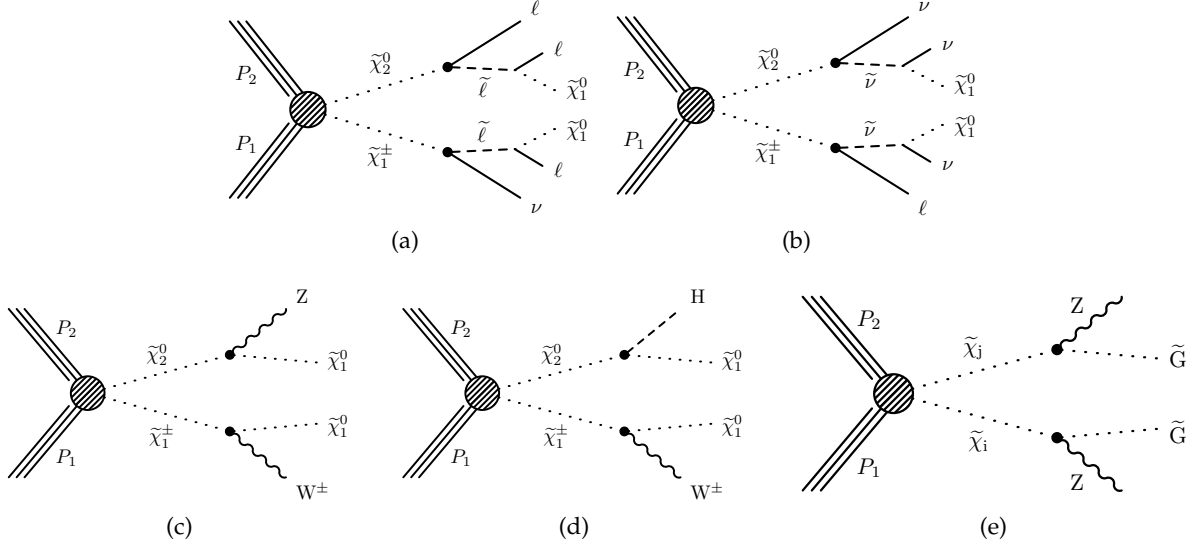 ℓ
ℓ
P₂ χ̃⁰₂ ℓ̃ χ̃⁰₁
P₁ χ̃±₁ ℓ̃ χ̃⁰₁
ℓ
ν
(a)
ν
ν
P₂ χ̃⁰₂ ν̃ χ̃⁰₁
P₁ χ̃±₁ ν̃ χ̃⁰₁
ν
ℓ
(b)
Z
P₂ χ̃⁰₂ χ̃⁰₁
P₁ χ̃±₁ χ̃⁰₁
W±
(c)
H
P₂ χ̃⁰₂ χ̃⁰₁
P₁ χ̃±₁ χ̃⁰₁
W±
(d)
Z
P₂ χ̃ⱼ G̃
P₁ χ̃ᵢ G̃
Z
(e)